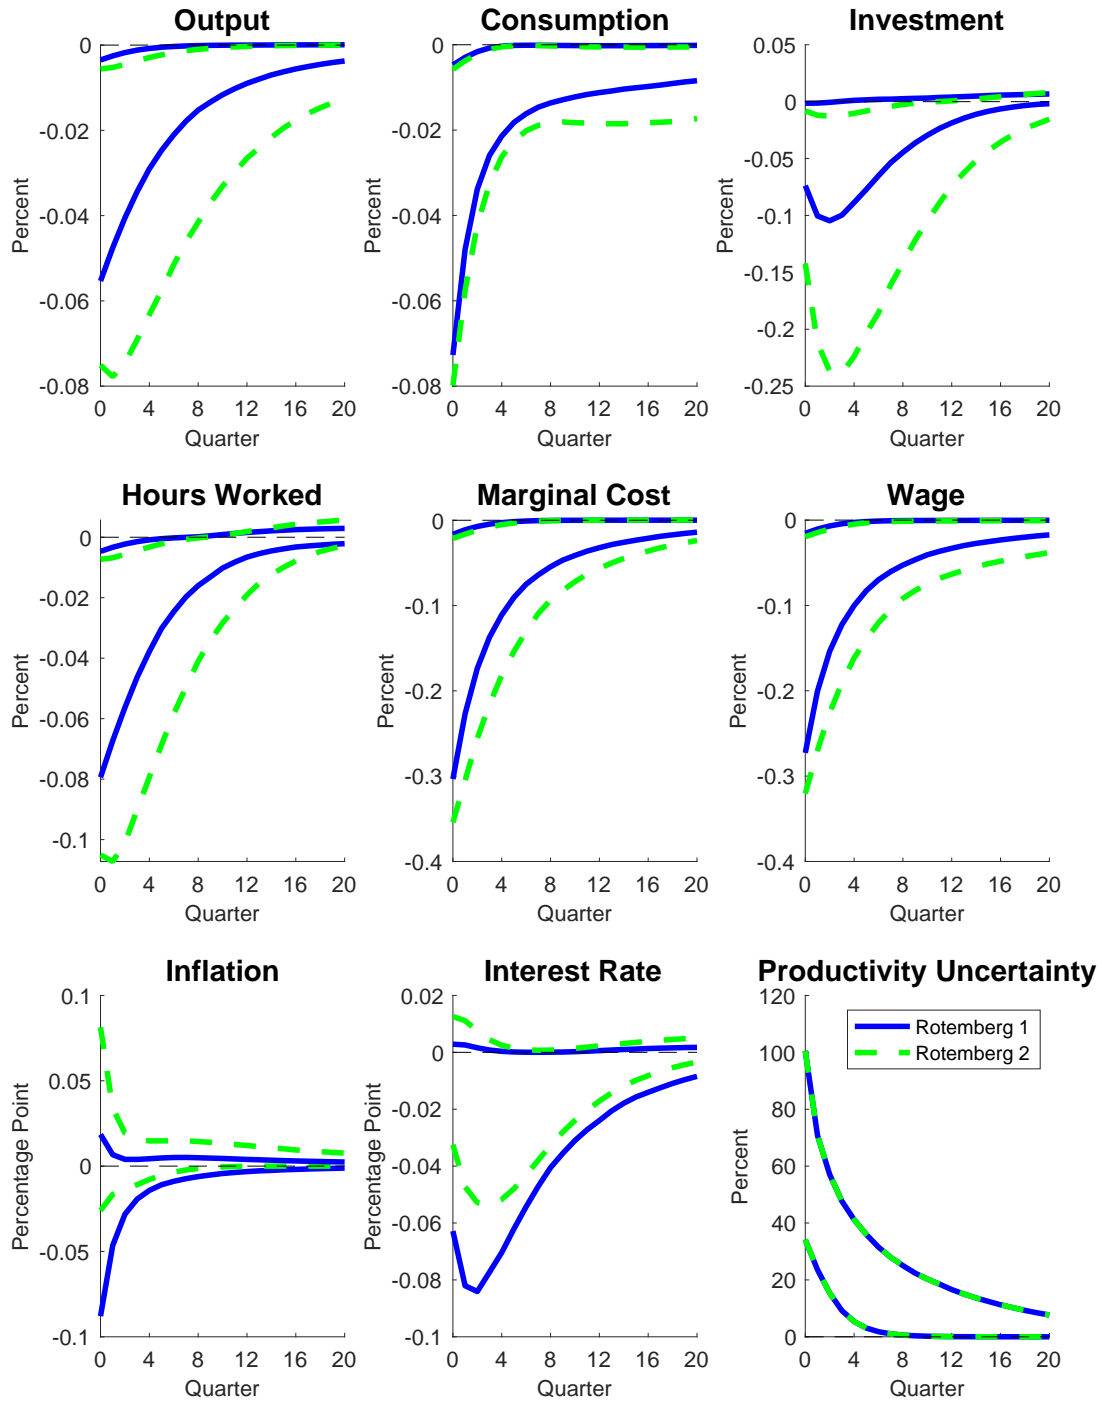 Output
Consumption
Investment
0
-0.02
-0.04
-0.06
-0.08
Percent
0 4 8 12 16 20
Quarter
0
-0.02
-0.04
-0.06
-0.08
Percent
0 4 8 12 16 20
Quarter
0.05
0
-0.05
-0.1
-0.15
-0.2
-0.25
Percent
0 4 8 12 16 20
Quarter
Hours Worked
Marginal Cost
Wage
0
-0.02
-0.04
-0.06
-0.08
-0.1
Percent
0 4 8 12 16 20
Quarter
0
-0.1
-0.2
-0.3
-0.4
Percent
0 4 8 12 16 20
Quarter
0
-0.1
-0.2
-0.3
-0.4
Percent
0 4 8 12 16 20
Quarter
Inflation
Interest Rate
Productivity Uncertainty
0.1
0.05
0
-0.05
-0.1
Percentage Point
0 4 8 12 16 20
Quarter
0.02
0
-0.02
-0.04
-0.06
-0.08
-0.1
Percentage Point
0 4 8 12 16 20
Quarter
120
100
80
60
40
20
0
Percent
Rotemberg 1
Rotemberg 2
0 4 8 12 16 20
Quarter